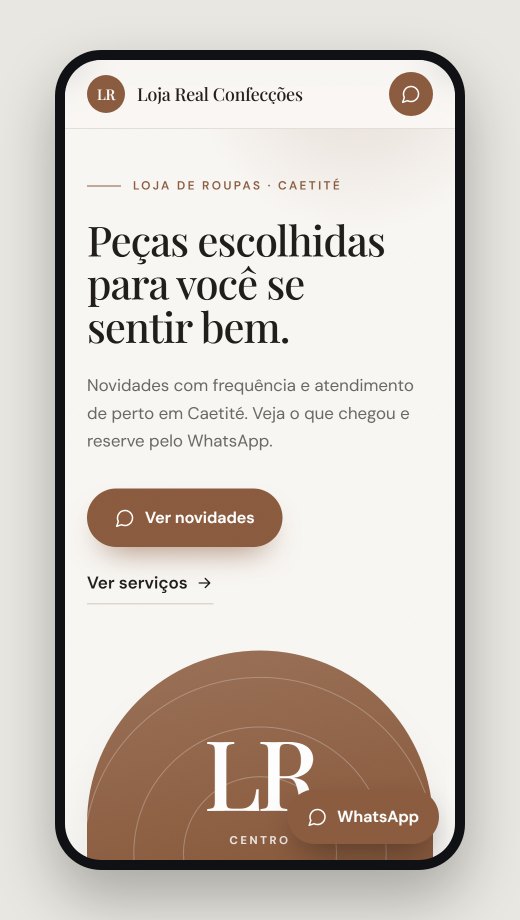 LR
Loja Real Confecções
LOJA DE ROUPAS · CAETITÉ
Peças escolhidas
para você se
sentir bem.
Novidades com frequência e atendimento
de perto em Caetité. Veja o que chegou e
reserve pelo WhatsApp.
Ver novidades
Ver serviços →
LR
WhatsApp
CENTRO